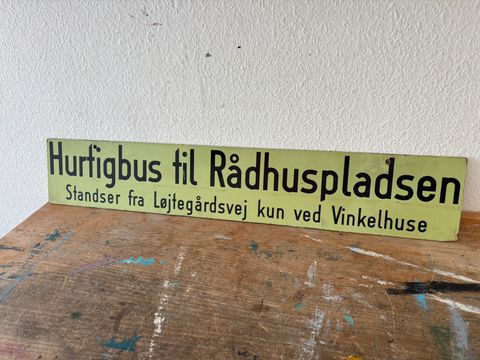 Hurtigbus til Rådhuspladsen
Standser fra Løjtegårdsvej kun ved Vinkelhuse